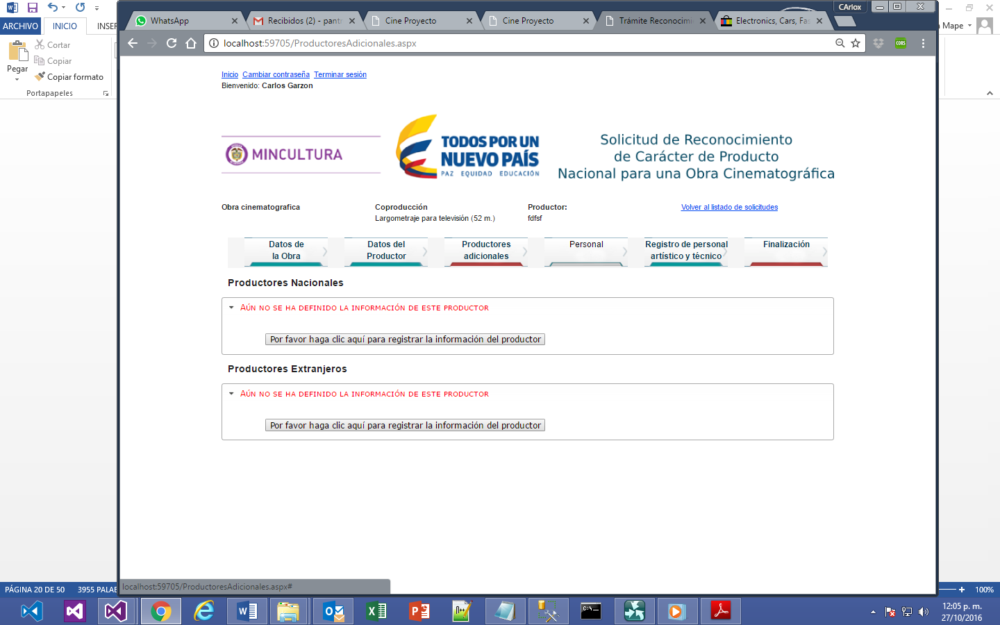 CArlox
WhatsApp
Recibidos (2) - pant
Cine Proyecto
Cine Proyecto
Trámite Reconocimi
Electronics, Cars, Fas
ARCHIVO
INICIO
INSER
Mape
localhost:59705/ProductoresAdicionales.aspx
CORS
Pegar
Cortar
Copiar
Copiar formato
Portapapeles
Inicio Cambiar contraseña Terminar sesión
Bienvenido: Carlos Garzon
MINCULTURA
TODOS POR UN
NUEVO PAÍS
PAZ EQUIDAD EDUCACIÓN
Solicitud de Reconocimiento
de Carácter de Producto
Nacional para una Obra Cinematográfica
Obra cinematografica
Coproducción
Largometraje para televisión (52 m.)
Productor:
fdfsf
Volver al listado de solicitudes
Datos de
la Obra
Datos del
Productor
Productores
adicionales
Personal
Registro de personal
artístico y técnico
Finalización
Productores Nacionales
Aún no se ha definido la información de este productor
Por favor haga clic aquí para registrar la información del productor
Productores Extranjeros
Aún no se ha definido la información de este productor
Por favor haga clic aquí para registrar la información del productor
localhost:59705/ProductoresAdicionales.aspx#
PÁGINA 20 DE 50
3955 PALAB
100%
12:05 p. m.
27/10/2016